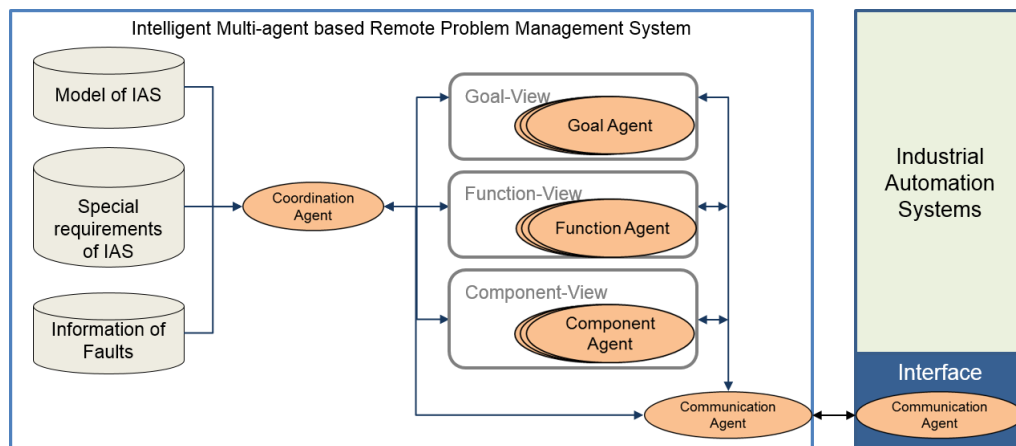 Intelligent Multi-agent based Remote Problem Management System
Model of IAS
Special
requirements
of IAS
Information of
Faults
Coordination
Agent
Goal-View
Goal Agent
Function-View
Function Agent
Component-View
Component
Agent
Communication
Agent
Industrial
Automation
Systems
Interface
Communication
Agent